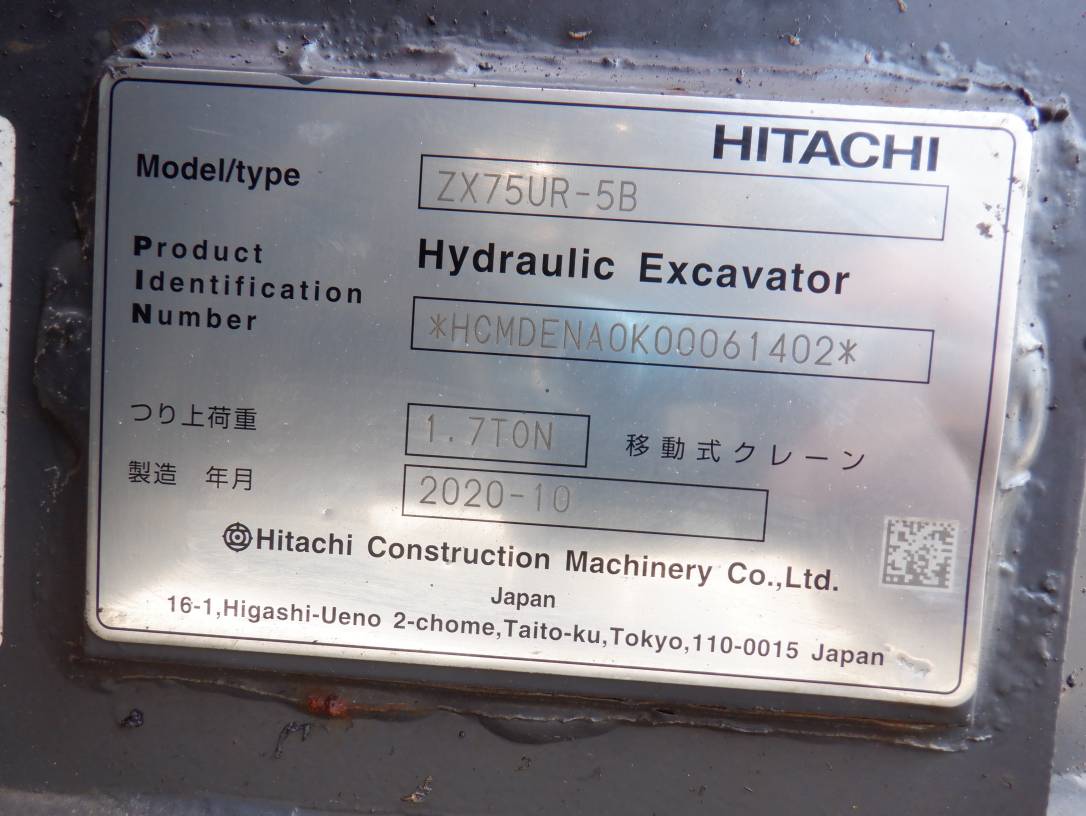 HITACHI
Model/type ZX75UR-5B
Hydraulic Excavator
Product
Identification
Number
*HCMDENA0K00061402*
つり上荷重 1.7TON 移動式クレーン
製造 年月 2020-10
Hitachi Construction Machinery Co.,Ltd.
Japan
16-1,Higashi-Ueno 2-chome,Taito-ku,Tokyo,110-0015 Japan